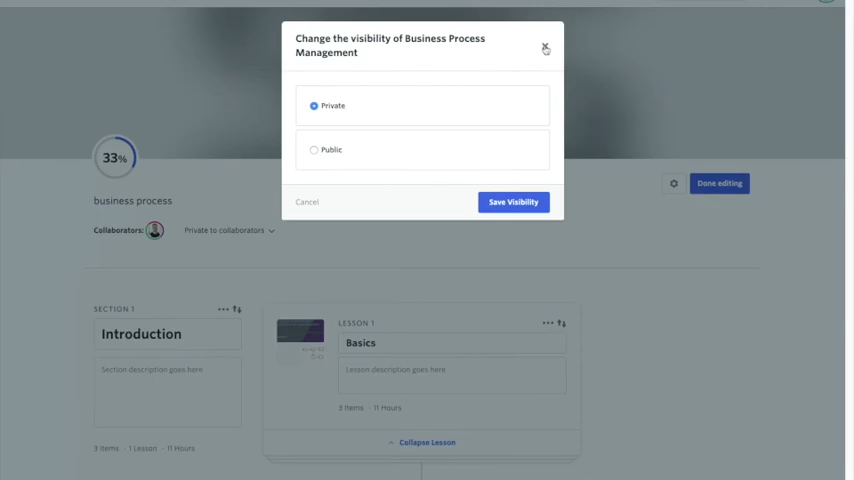 Change the visibility of Business Process
Management
Private
Public
Cancel
Save Visibility
33%
Done editing
business process
Collaborators:
Private to collaborators
SECTION 1
Introduction
Section description goes here
3 Items · 1 Lesson · 11 Hours
LESSON 1
Basics
Lesson description goes here
3 Items · 11 Hours
Collapse Lesson